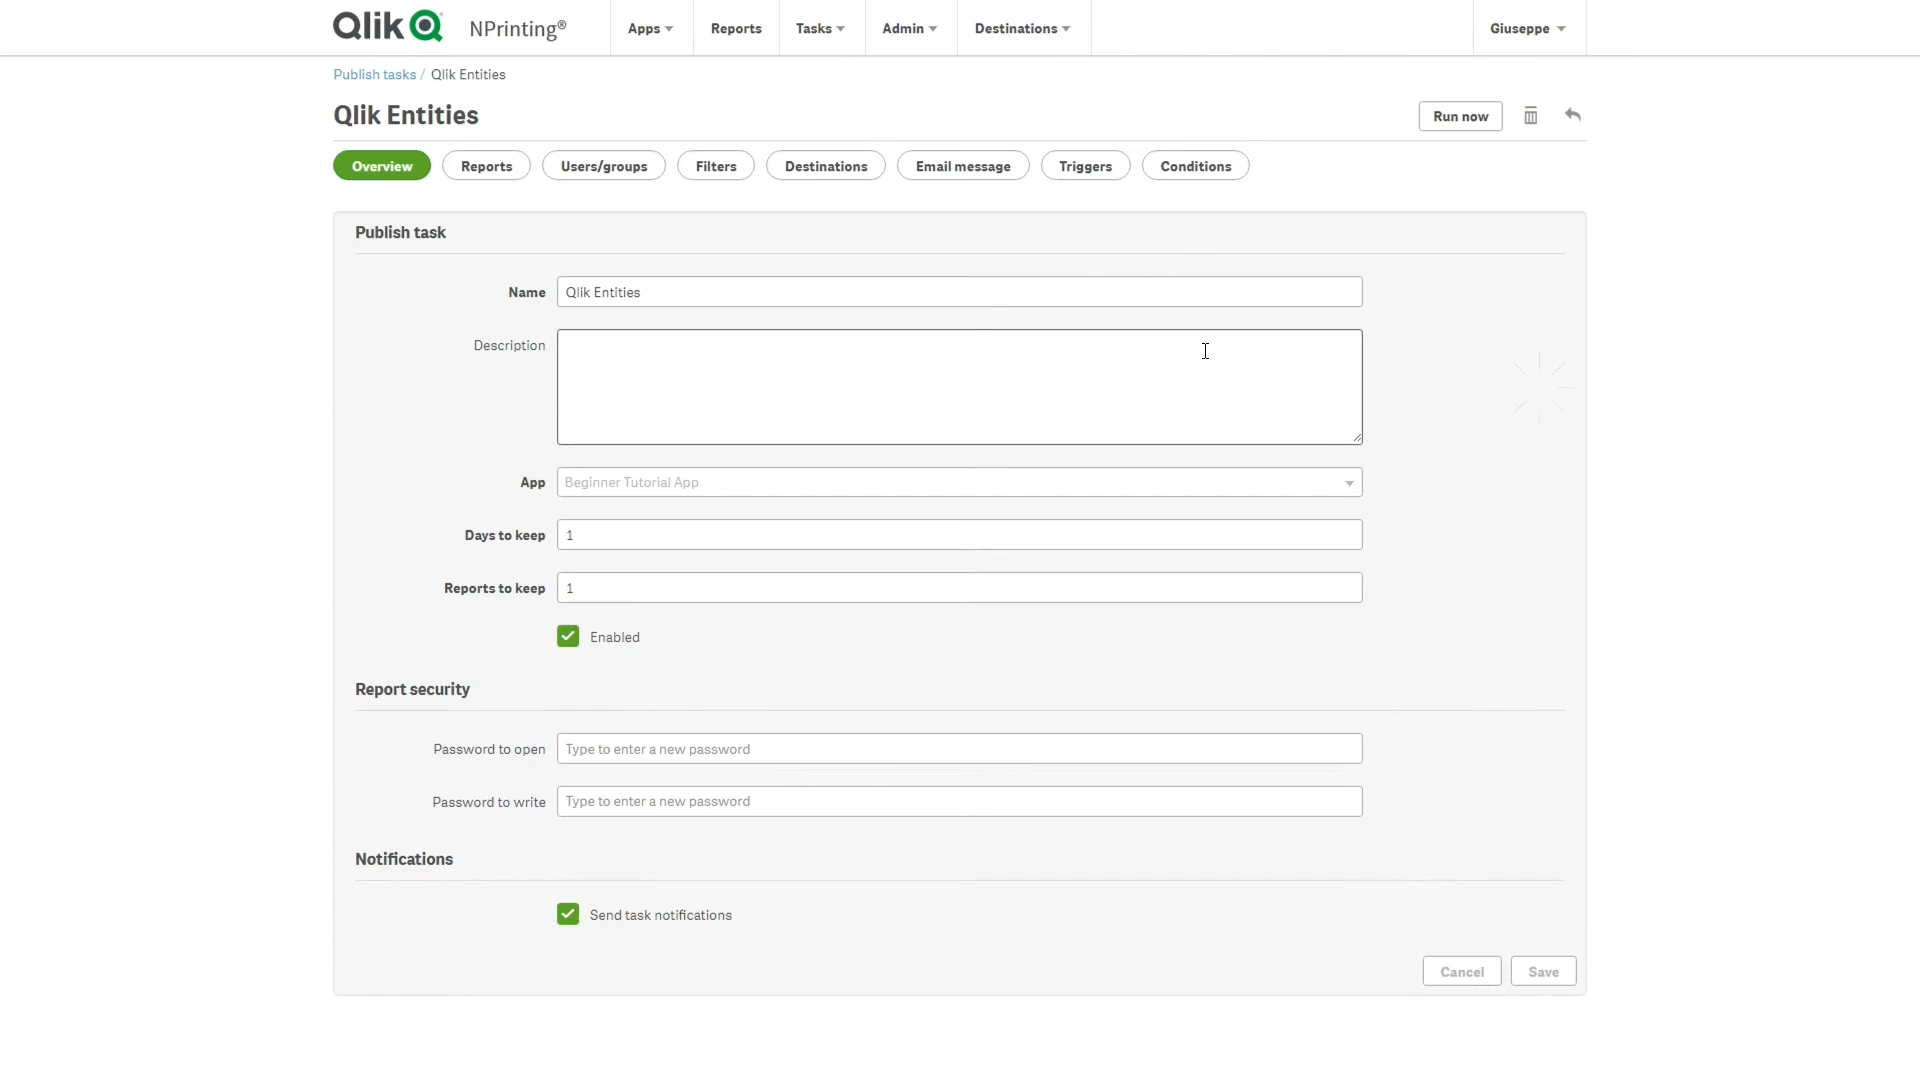 Qlik NPrinting® Apps Reports Tasks Admin Destinations Giuseppe
Publish tasks / Qlik Entities
Qlik Entities
Run now
Overview Reports Users/groups Filters Destinations Email message Triggers Conditions
Publish task
Name Qlik Entities
Description
App Beginner Tutorial App
Days to keep 1
Reports to keep 1
Enabled
Report security
Password to open Type to enter a new password
Password to write Type to enter a new password
Notifications
Send task notifications
Cancel Save